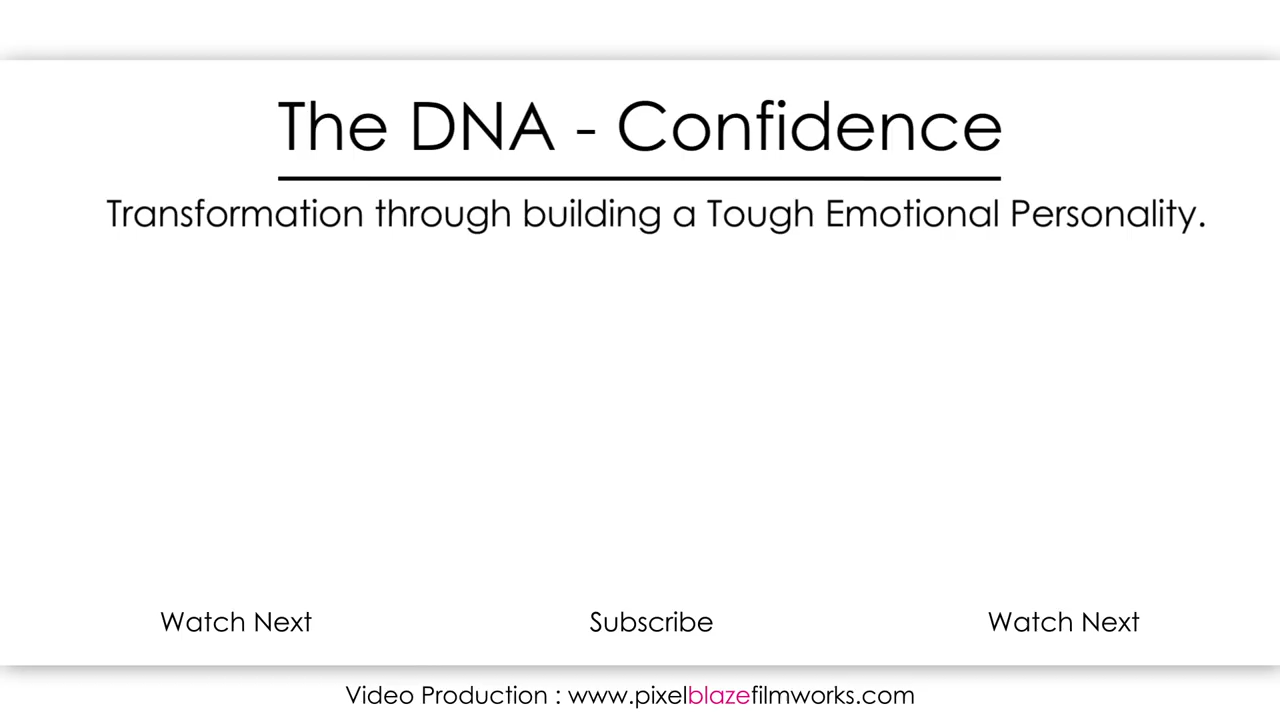 The DNA - Confidence
Transformation through building a Tough Emotional Personality.
Watch Next
Subscribe
Watch Next
Video Production : www.pixelblazefilmworks.com